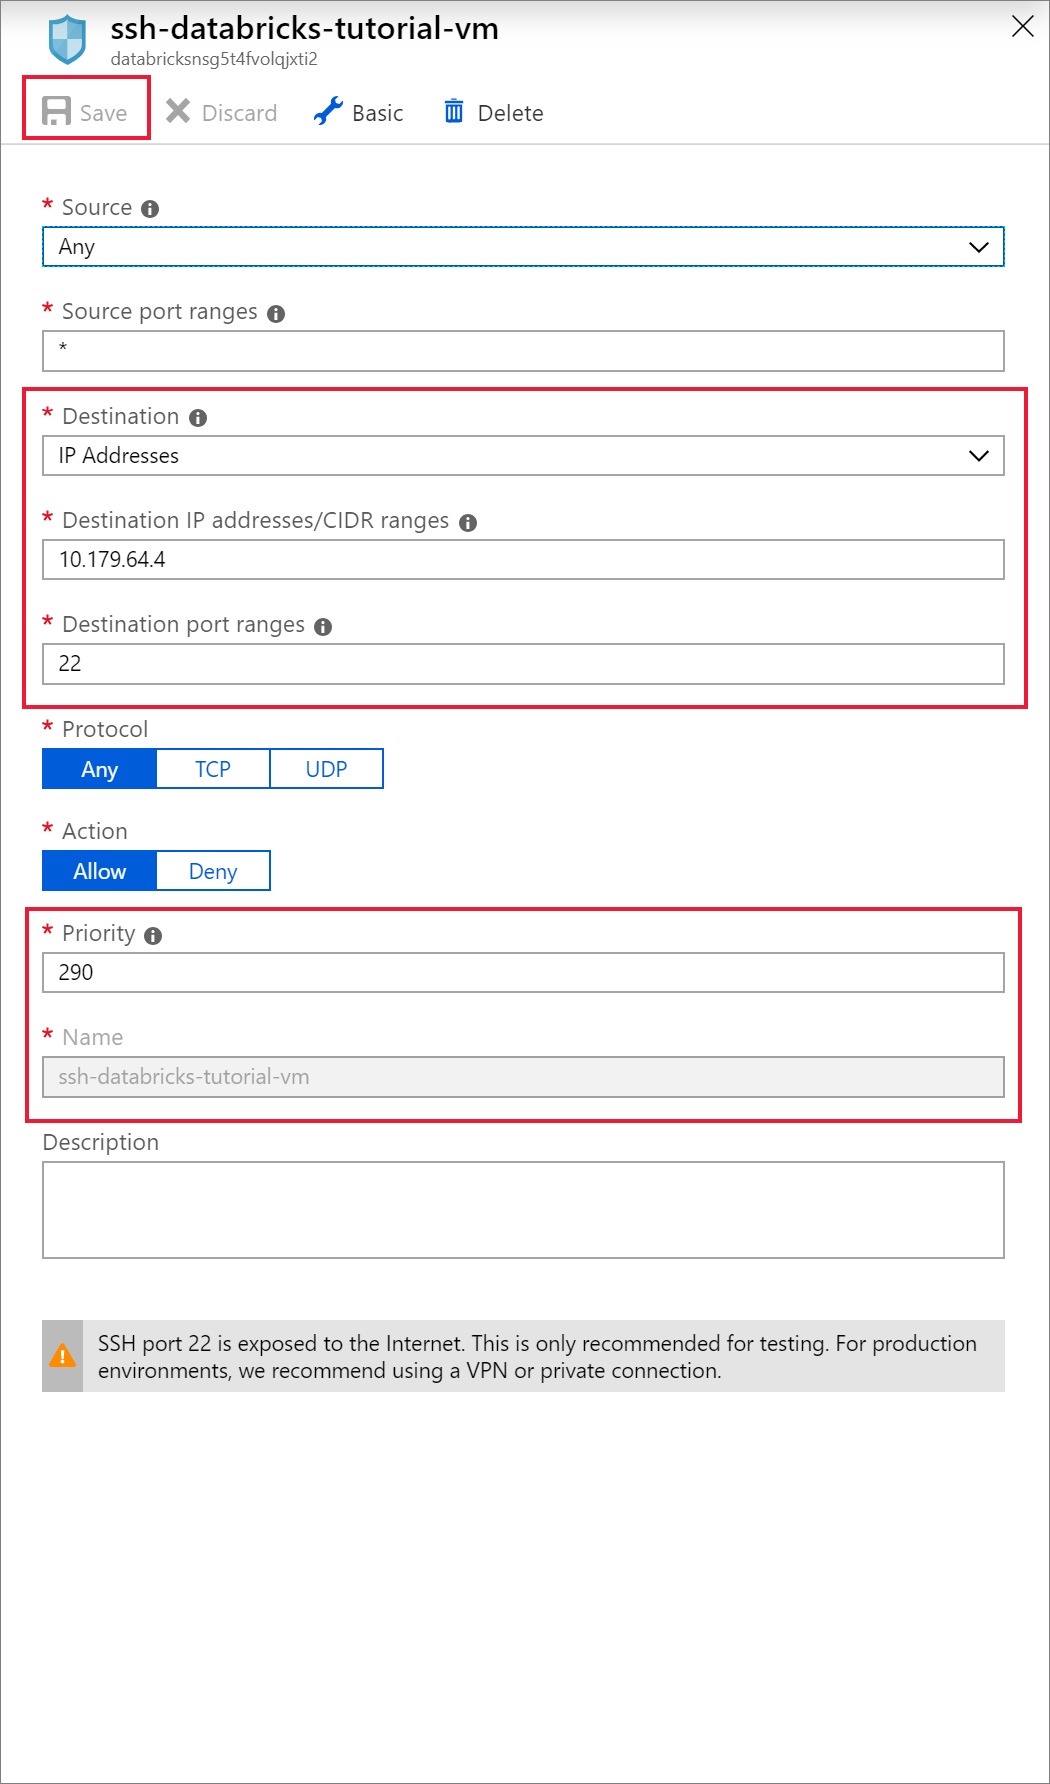 ssh-databricks-tutorial-vm
databricksnsg5t4fvolqjxti2
Save Discard Basic Delete
* Source
Any
* Source port ranges
*
* Destination
IP Addresses
* Destination IP addresses/CIDR ranges
10.179.64.4
* Destination port ranges
22
* Protocol
Any TCP UDP
* Action
Allow Deny
* Priority
290
* Name
ssh-databricks-tutorial-vm
Description
SSH port 22 is exposed to the Internet. This is only recommended for testing. For production
environments, we recommend using a VPN or private connection.